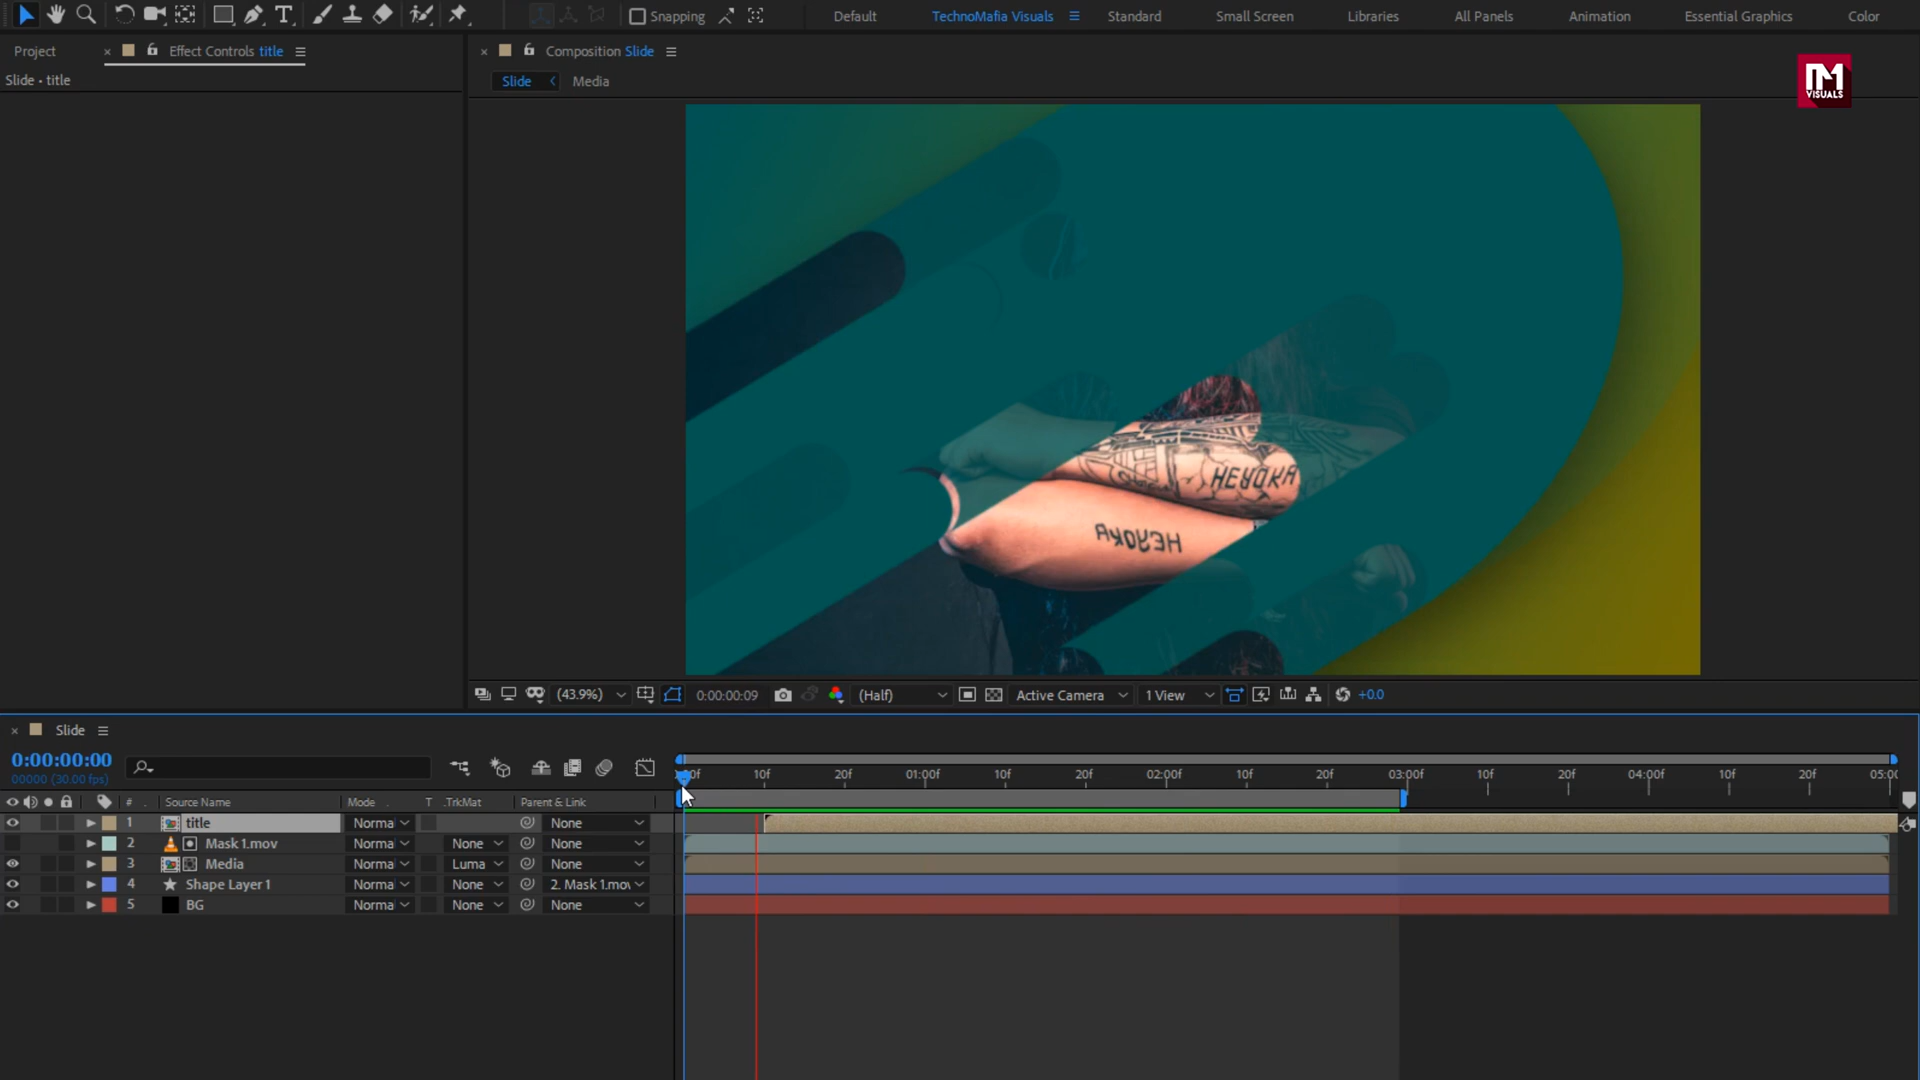 Snapping
Default
TechnoMafia Visuals
Standard
Small Screen
Libraries
All Panels
Animation
Essential Graphics
Color
Project
Effect Controls title
Composition Slide
Slide • title
Slide
Media
VISUALS
HEYOKA
HEYOKA
(43.9%)
0:00:00:09
(Half)
Active Camera
1 View
+0.0
Slide
0:00:00:00
00000 (30.00 fps)
10f 20f 01:00f 10f 20f 02:00f 10f 20f 03:00f 10f 20f 04:00f 10f 20f 05:00
# Source Name Mode T .TrkMat Parent & Link
1 title Norma None
2 Mask 1.mov Norma None None
3 Media Norma Luma None
4 Shape Layer 1 Norma None 2. Mask 1.mov
5 BG Norma None None